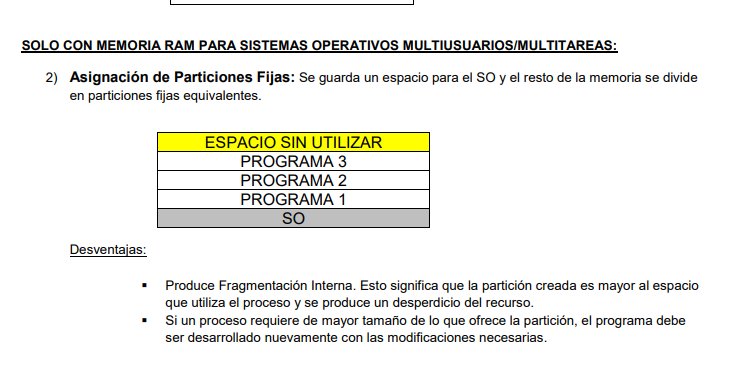 SOLO CON MEMORIA RAM PARA SISTEMAS OPERATIVOS MULTIUSUARIOS/MULTITAREAS:
2) Asignación de Particiones Fijas: Se guarda un espacio para el SO y el resto de la memoria se divide
en particiones fijas equivalentes.
ESPACIO SIN UTILIZAR
PROGRAMA 3
PROGRAMA 2
PROGRAMA 1
SO
Desventajas:
▪ Produce Fragmentación Interna. Esto significa que la partición creada es mayor al espacio
que utiliza el proceso y se produce un desperdicio del recurso.
▪ Si un proceso requiere de mayor tamaño de lo que ofrece la partición, el programa debe
ser desarrollado nuevamente con las modificaciones necesarias.